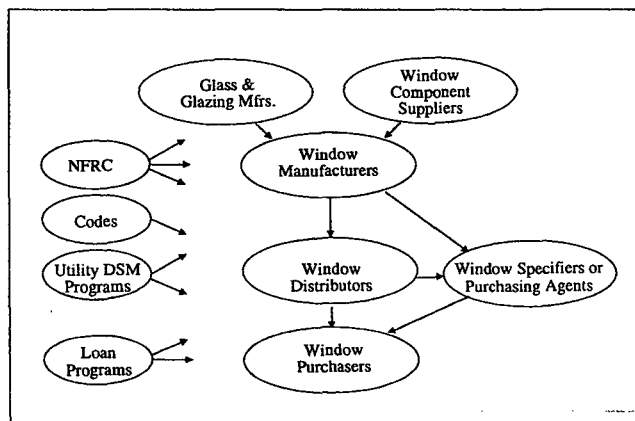 Glass &
Glazing Mfrs.
Window
Component
Suppliers
NFRC
Window
Manufacturers
Codes
Utility DSM
Programs
Window
Distributors
Window Specifiers or
Purchasing Agents
Loan
Programs
Window
Purchasers